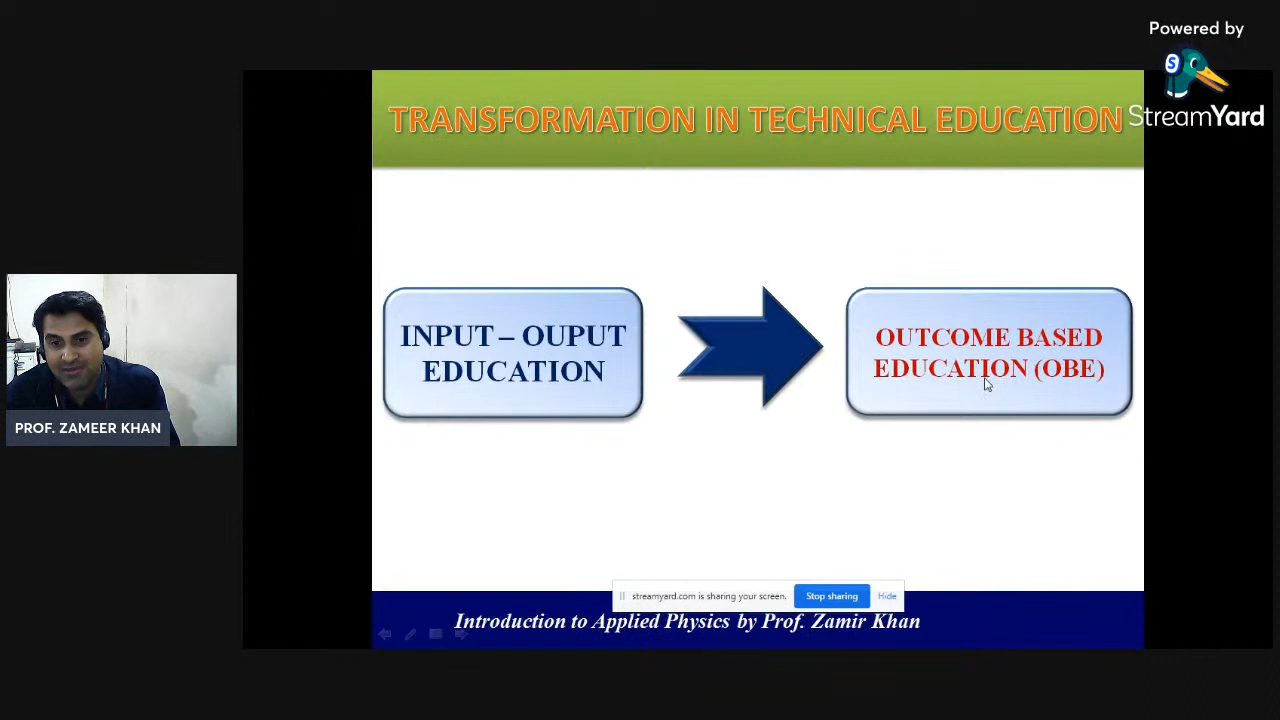 Powered by
S
StreamYard
TRANSFORMATION IN TECHNICAL EDUCATION
INPUT – OUPUT
EDUCATION
OUTCOME BASED
EDUCATION (OBE)
PROF. ZAMEER KHAN
streamyard.com is sharing your screen.
Stop sharing
Hide
Introduction to Applied Physics by Prof. Zamir Khan